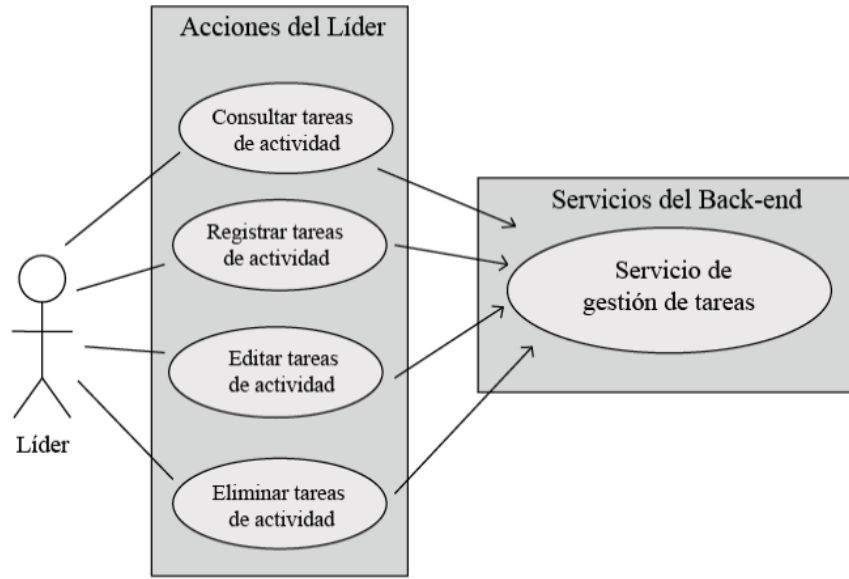 Acciones del Líder
Consultar tareas
de actividad
Registrar tareas
de actividad
Editar tareas
de actividad
Eliminar tareas
de actividad
Líder
Servicios del Back-end
Servicio de
gestión de tareas